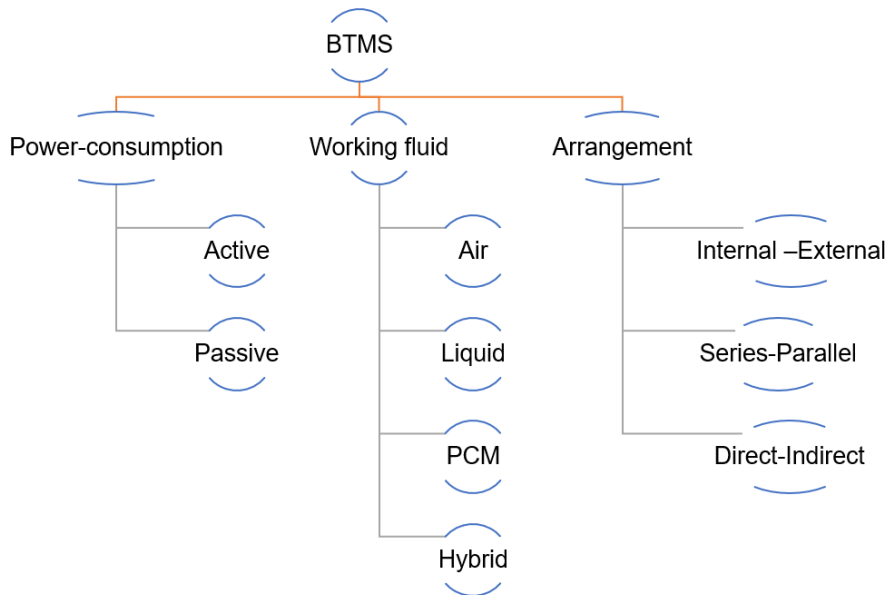 BTMS
Power-consumption
Working fluid
Arrangement
Active
Air
Internal –External
Passive
Liquid
Series-Parallel
PCM
Direct-Indirect
Hybrid